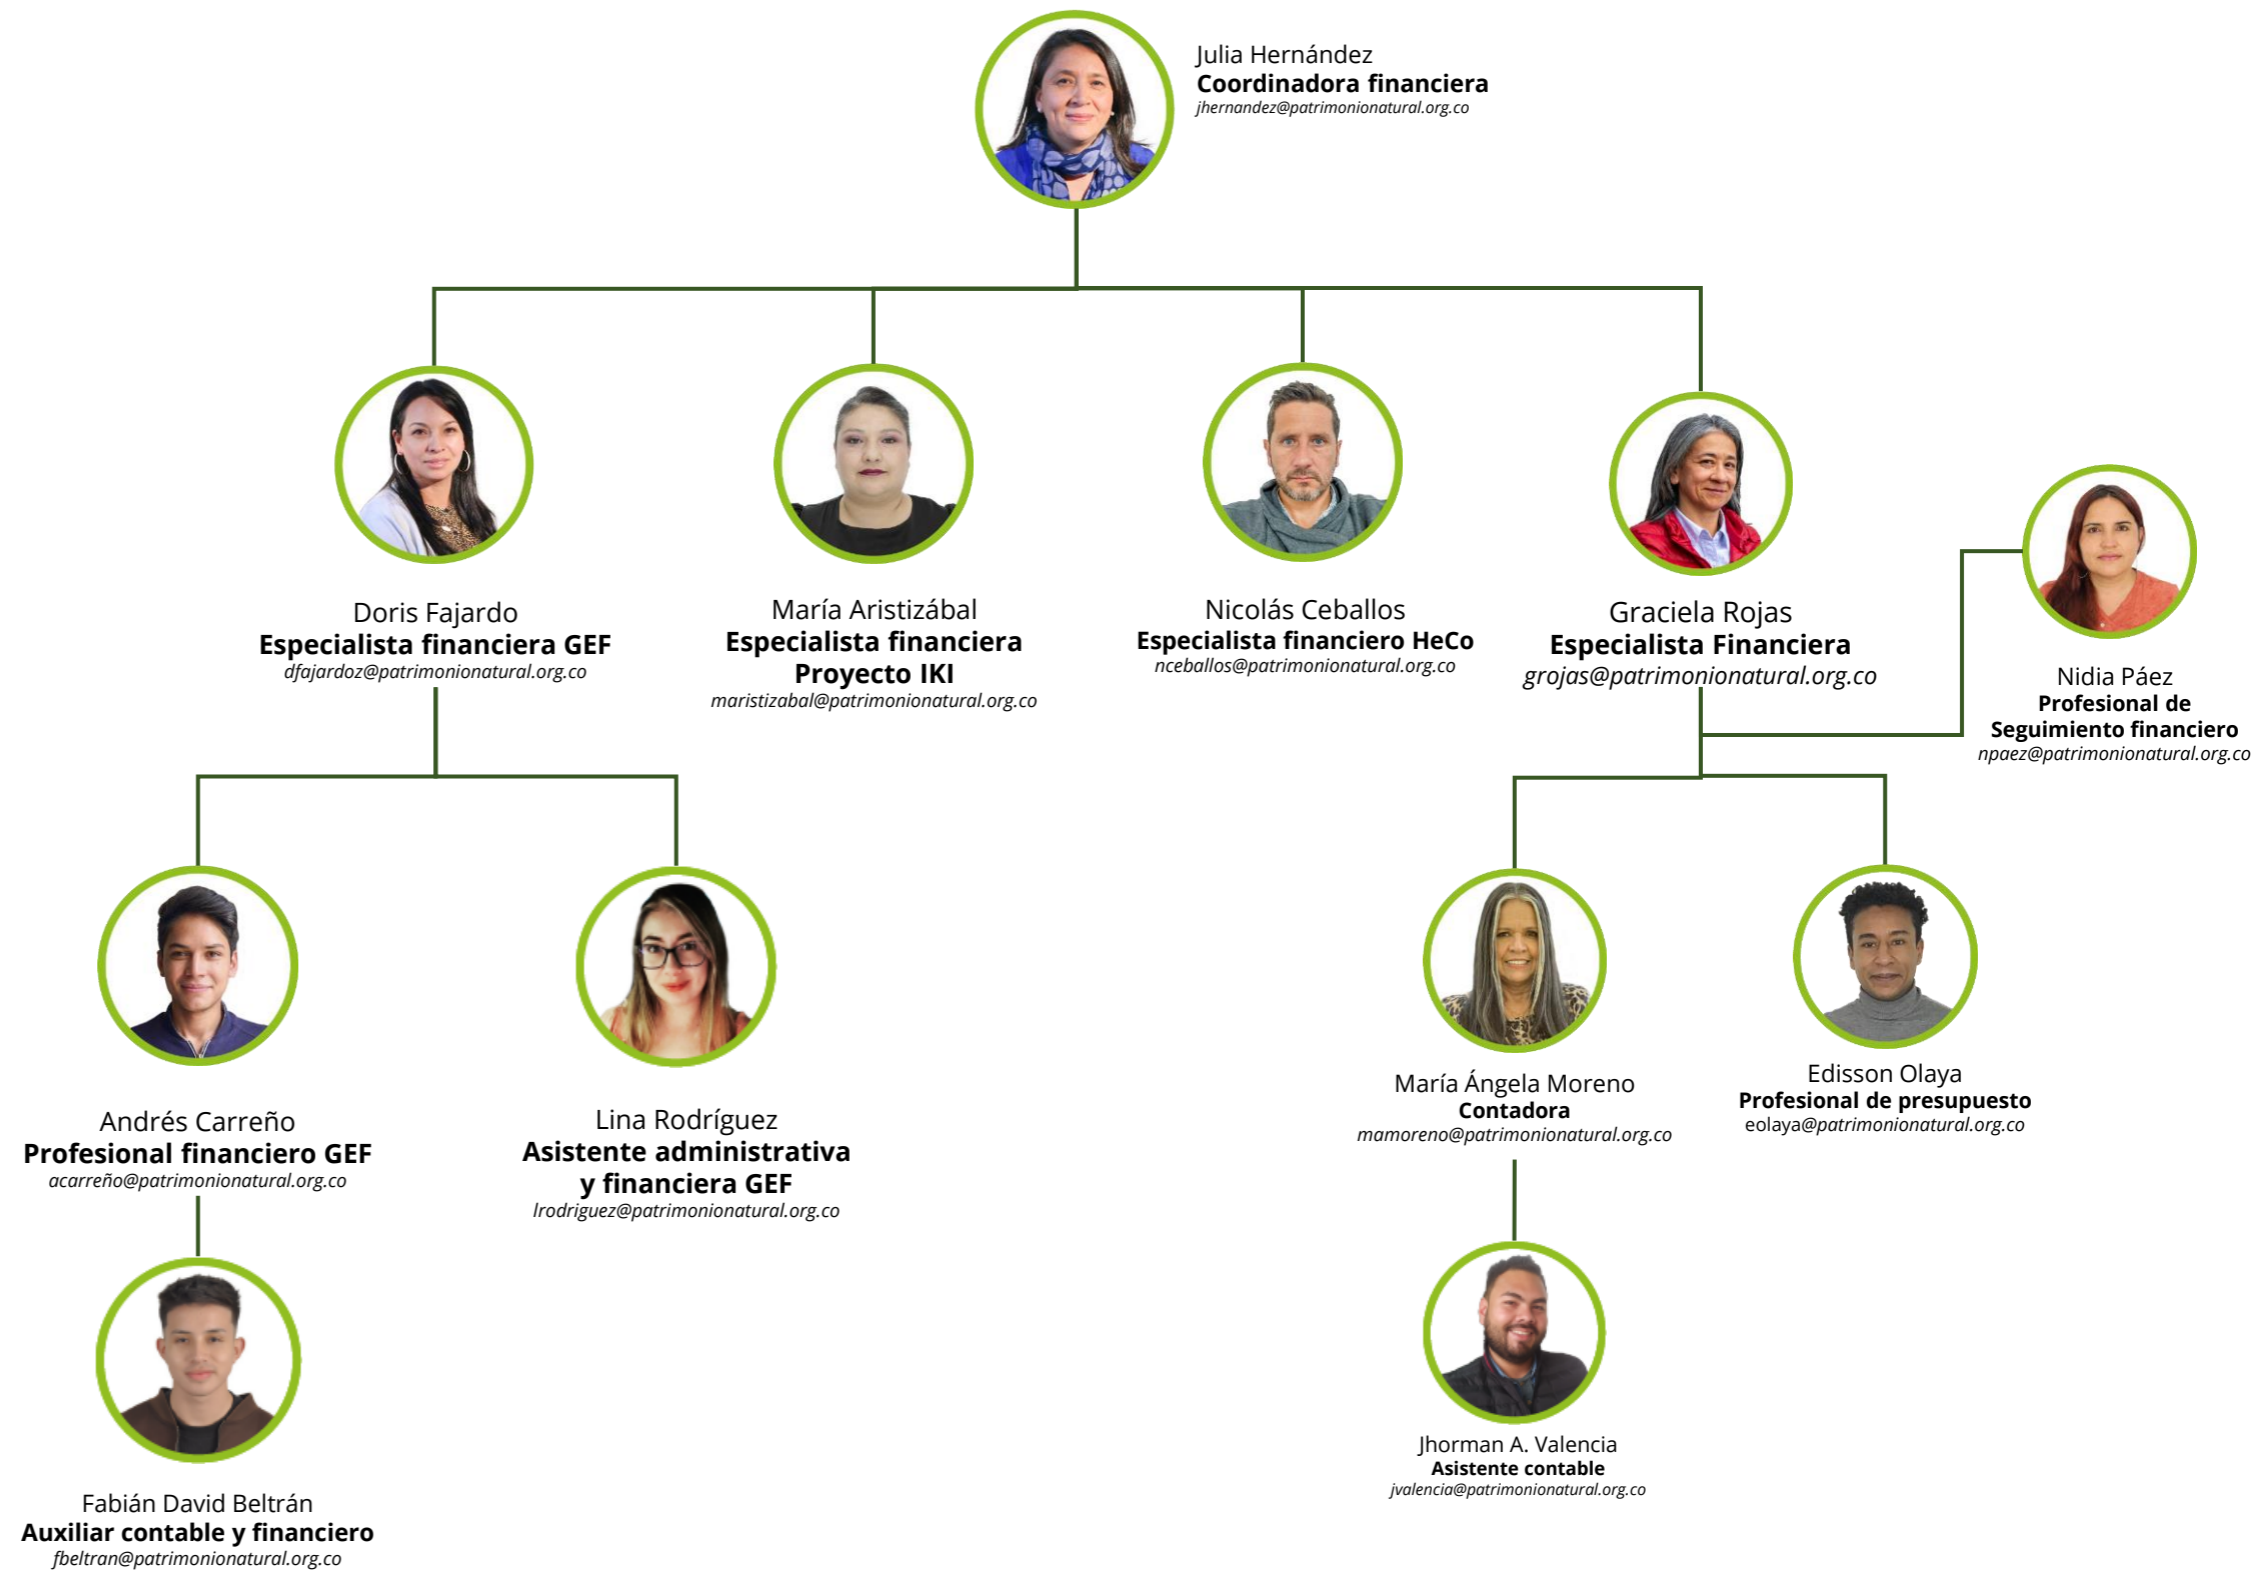 Julia Hernández
Coordinadora financiera
jhernandez@patrimonionatural.org.co
Doris Fajardo
Especialista financiera GEF
dfajardoz@patrimonionatural.org.co
María Aristizábal
Especialista financiera
Proyecto IKI
maristizabal@patrimonionatural.org.co
Nicolás Ceballos
Especialista financiero HeCo
nceballos@patrimonionatural.org.co
Graciela Rojas
Especialista Financiera
grojas@patrimonionatural.org.co
Nidia Páez
Profesional de
Seguimiento financiero
npaez@patrimonionatural.org.co
Andrés Carreño
Profesional financiero GEF
acarreño@patrimonionatural.org.co
Lina Rodríguez
Asistente administrativa
y financiera GEF
lrodriguez@patrimonionatural.org.co
María Ángela Moreno
Contadora
mamoreno@patrimonionatural.org.co
Edisson Olaya
Profesional de presupuesto
eolaya@patrimonionatural.org.co
Fabián David Beltrán
Auxiliar contable y financiero
fbeltran@patrimonionatural.org.co
Jhorman A. Valencia
Asistente contable
jvalencia@patrimonionatural.org.co